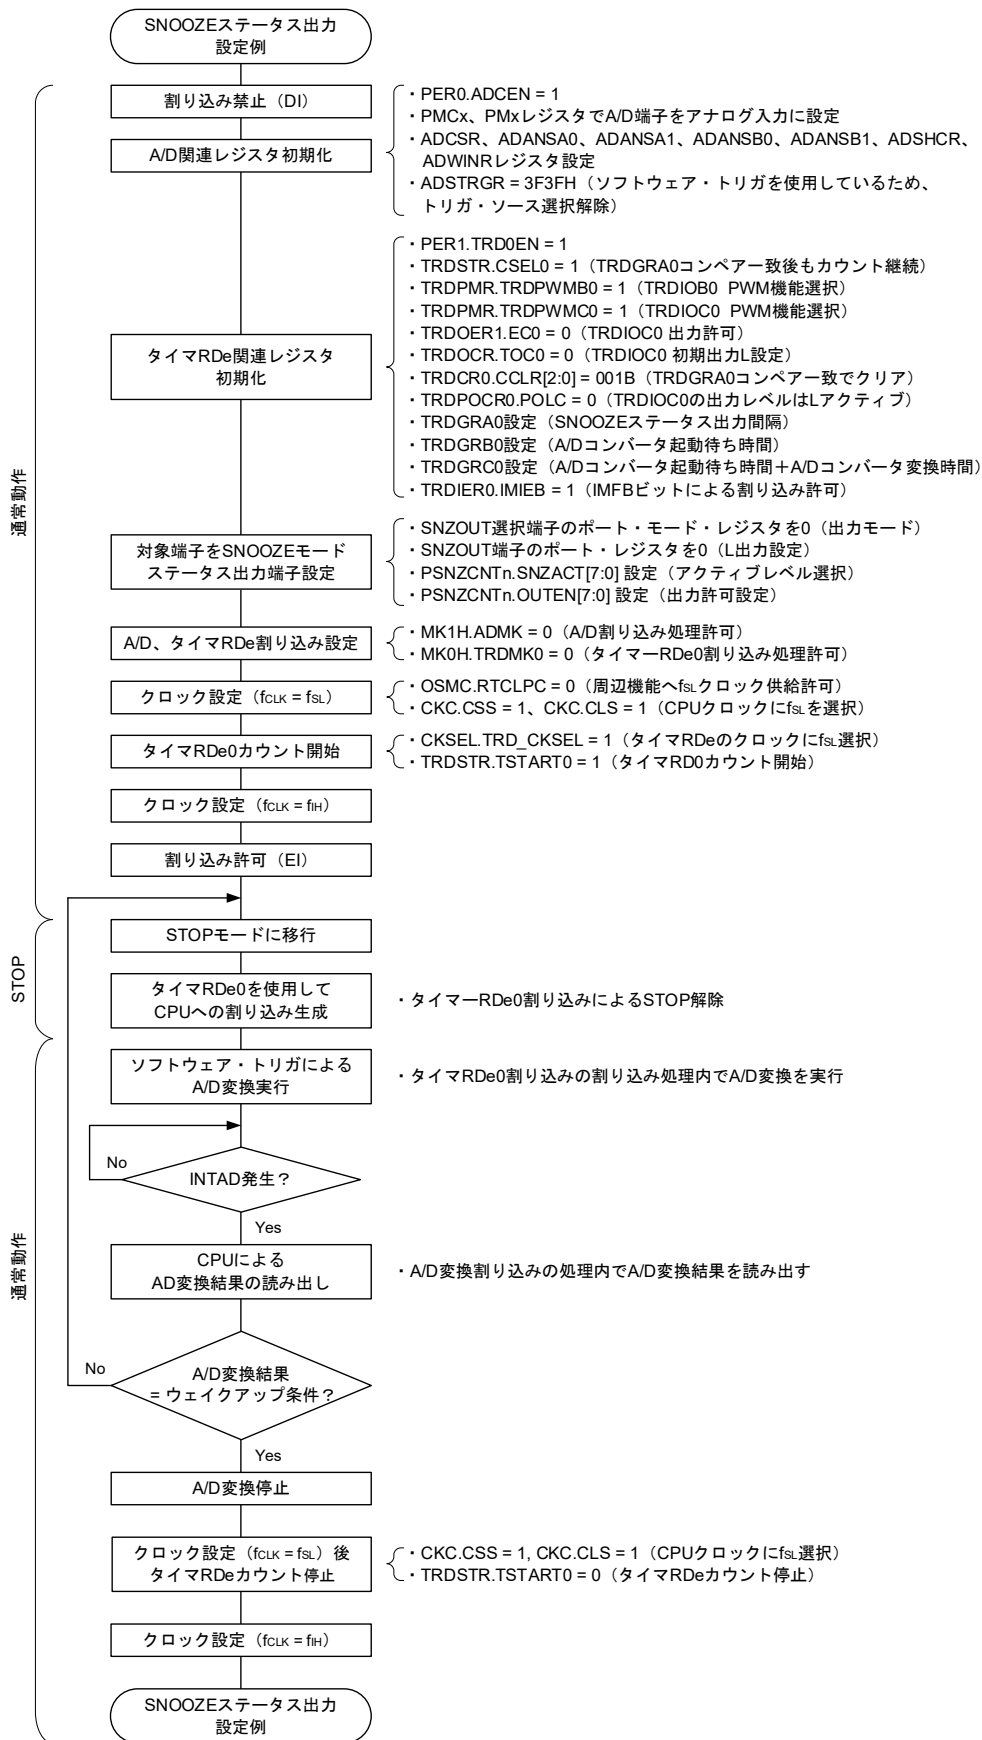 SNOOZEステータス出力
設定例
通常動作
割り込み禁止（DI）
A/D関連レジスタ初期化
・PER0.ADCEN = 1
・PMCx、PMxレジスタでA/D端子をアナログ入力に設定
・ADCSR、ADANSA0、ADANSA1、ADANSB0、ADANSB1、ADSHCR、
ADWINRレジスタ設定
・ADSTRGR = 3F3FH（ソフトウェア・トリガを使用しているため、
トリガ・ソース選択解除）
タイマRDe関連レジスタ
初期化
・PER1.TRD0EN = 1
・TRDSTR.CSEL0 = 1（TRDGRA0コンペアー致後もカウント継続）
・TRDPMR.TRDPWMB0 = 1（TRDIOB0 PWM機能選択）
・TRDPMR.TRDPWMC0 = 1（TRDIOC0 PWM機能選択）
・TRDOER1.EC0 = 0（TRDIOC0 出力許可）
・TRDOCR.TOC0 = 0（TRDIOC0 初期出力L設定）
・TRDCR0.CCLR[2:0] = 001B（TRDGRA0コンペアー致でクリア）
・TRDPOCR0.POLC = 0（TRDIOC0の出力レベルはLアクティブ）
・TRDGRA0設定（SNOOZEステータス出力間隔）
・TRDGRB0設定（A/Dコンバータ起動待ち時間）
・TRDGRC0設定（A/Dコンバータ起動待ち時間＋A/Dコンバータ変換時間）
・TRDIER0.IMIEB = 1（IMFBビットによる割り込み許可）
対象端子をSNOOZEモード
ステータス出力端子設定
・SNZOUT選択端子のポート・モード・レジスタを0（出力モード）
・SNZOUT端子のポート・レジスタを0（L出力設定）
・PSNZCNTn.SNZACT[7:0] 設定（アクティブレベル選択）
・PSNZCNTn.OUTEN[7:0] 設定（出力許可設定）
A/D、タイマRDe割り込み設定
・MK1H.ADMK = 0（A/D割り込み処理許可）
・MK0H.TRDMK0 = 0（タイマーRDe0割り込み処理許可）
クロック設定（fCLK = fSL）
・OSMC.RTCLPC = 0（周辺機能へfSLクロック供給許可）
・CKC.CSS = 1、CKC.CLS = 1（CPUクロックにfSLを選択）
タイマRDe0カウント開始
・CKSEL.TRD_CKSEL = 1（タイマRDeのクロックにfSL選択）
・TRDSTR.TSTART0 = 1（タイマRD0カウント開始）
クロック設定（fCLK = fIH）
割り込み許可（EI）
STOP
STOPモードに移行
タイマRDe0を使用して
CPUへの割り込み生成
・タイマーRDe0割り込みによるSTOP解除
通常動作
ソフトウェア・トリガによる
A/D変換実行
・タイマRDe0割り込みの割り込み処理内でA/D変換を実行
No
INTAD発生？
Yes
CPUによる
AD変換結果の読み出し
・A/D変換割り込みの処理内でA/D変換結果を読み出す
No
A/D変換結果
= ウェイクアップ条件？
Yes
A/D変換停止
クロック設定（fCLK = fSL）後
タイマRDeカウント停止
・CKC.CSS = 1, CKC.CLS = 1（CPUクロックにfSL選択）
・TRDSTR.TSTART0 = 0（タイマRDeカウント停止）
クロック設定（fCLK = fIH）
SNOOZEステータス出力
設定例